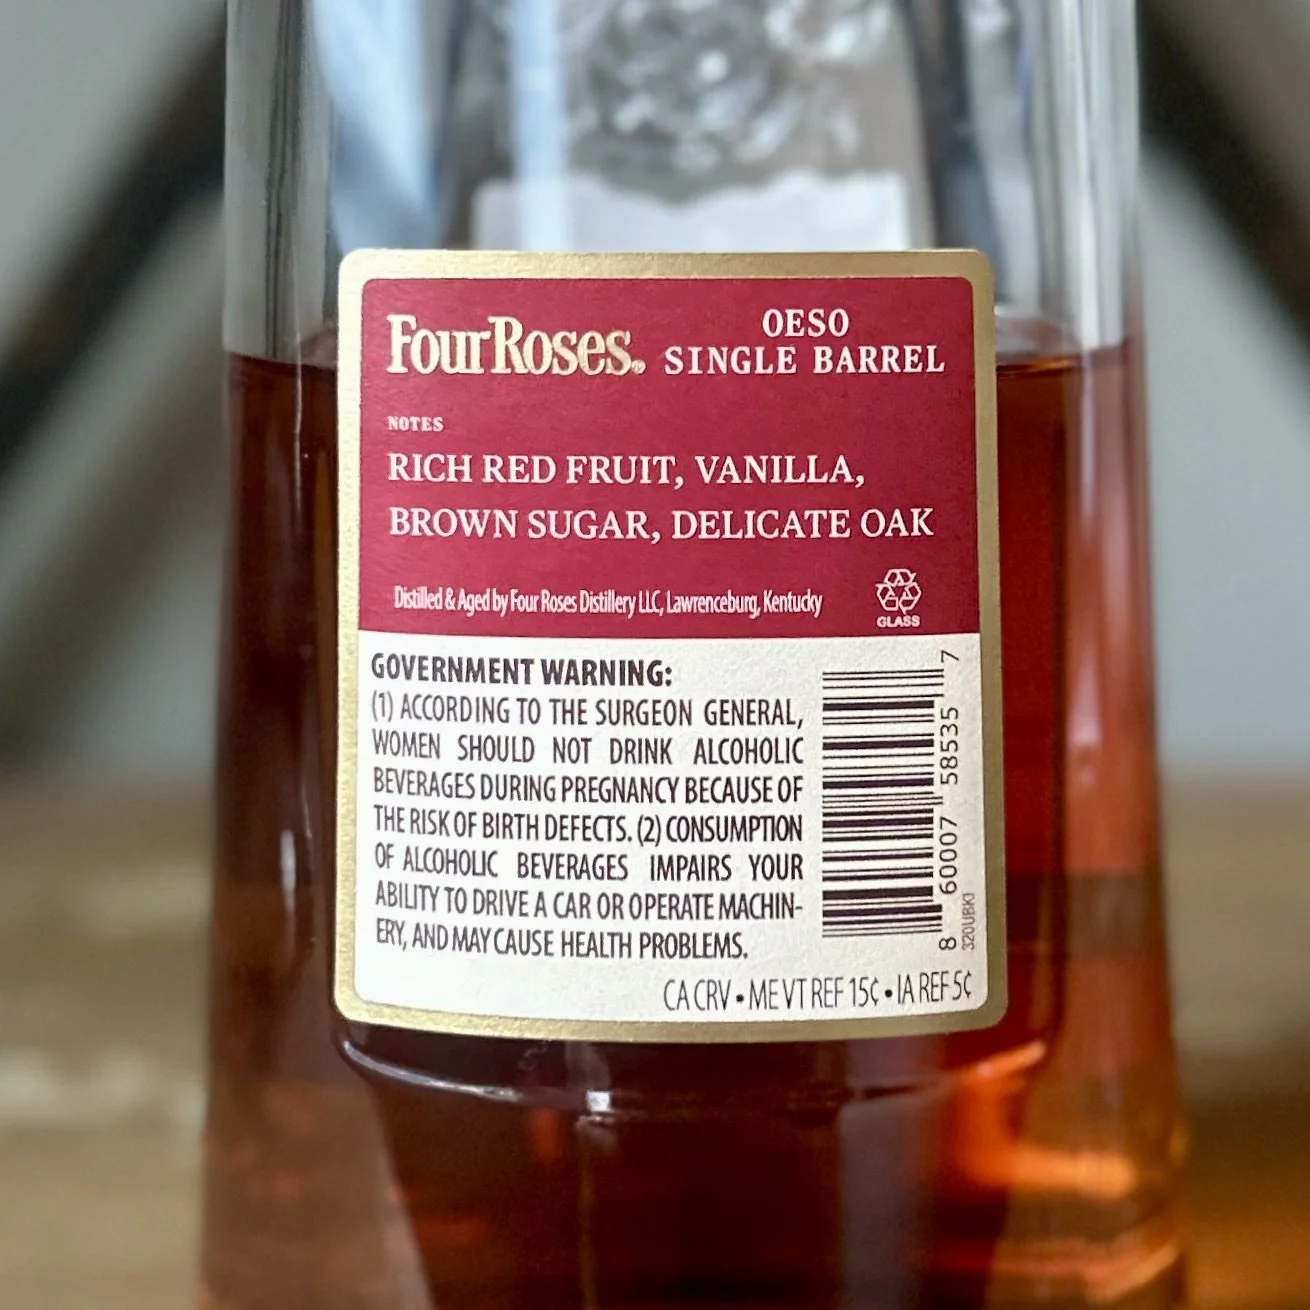 Four Roses®
OESO
SINGLE BARREL
NOTES
RICH RED FRUIT, VANILLA,
BROWN SUGAR, DELICATE OAK
Distilled & Aged by Four Roses Distillery LLC, Lawrenceburg, Kentucky
GLASS
GOVERNMENT WARNING:
(1) ACCORDING TO THE SURGEON GENERAL,
WOMEN SHOULD NOT DRINK ALCOHOLIC
BEVERAGES DURING PREGNANCY BECAUSE OF
THE RISK OF BIRTH DEFECTS. (2) CONSUMPTION
OF ALCOHOLIC BEVERAGES IMPAIRS YOUR
ABILITY TO DRIVE A CAR OR OPERATE MACHIN-
ERY, AND MAY CAUSE HEALTH PROBLEMS.
8 60007 58535 7
320UBKI
CA CRV • ME VT REF 15¢ • IA REF 5¢